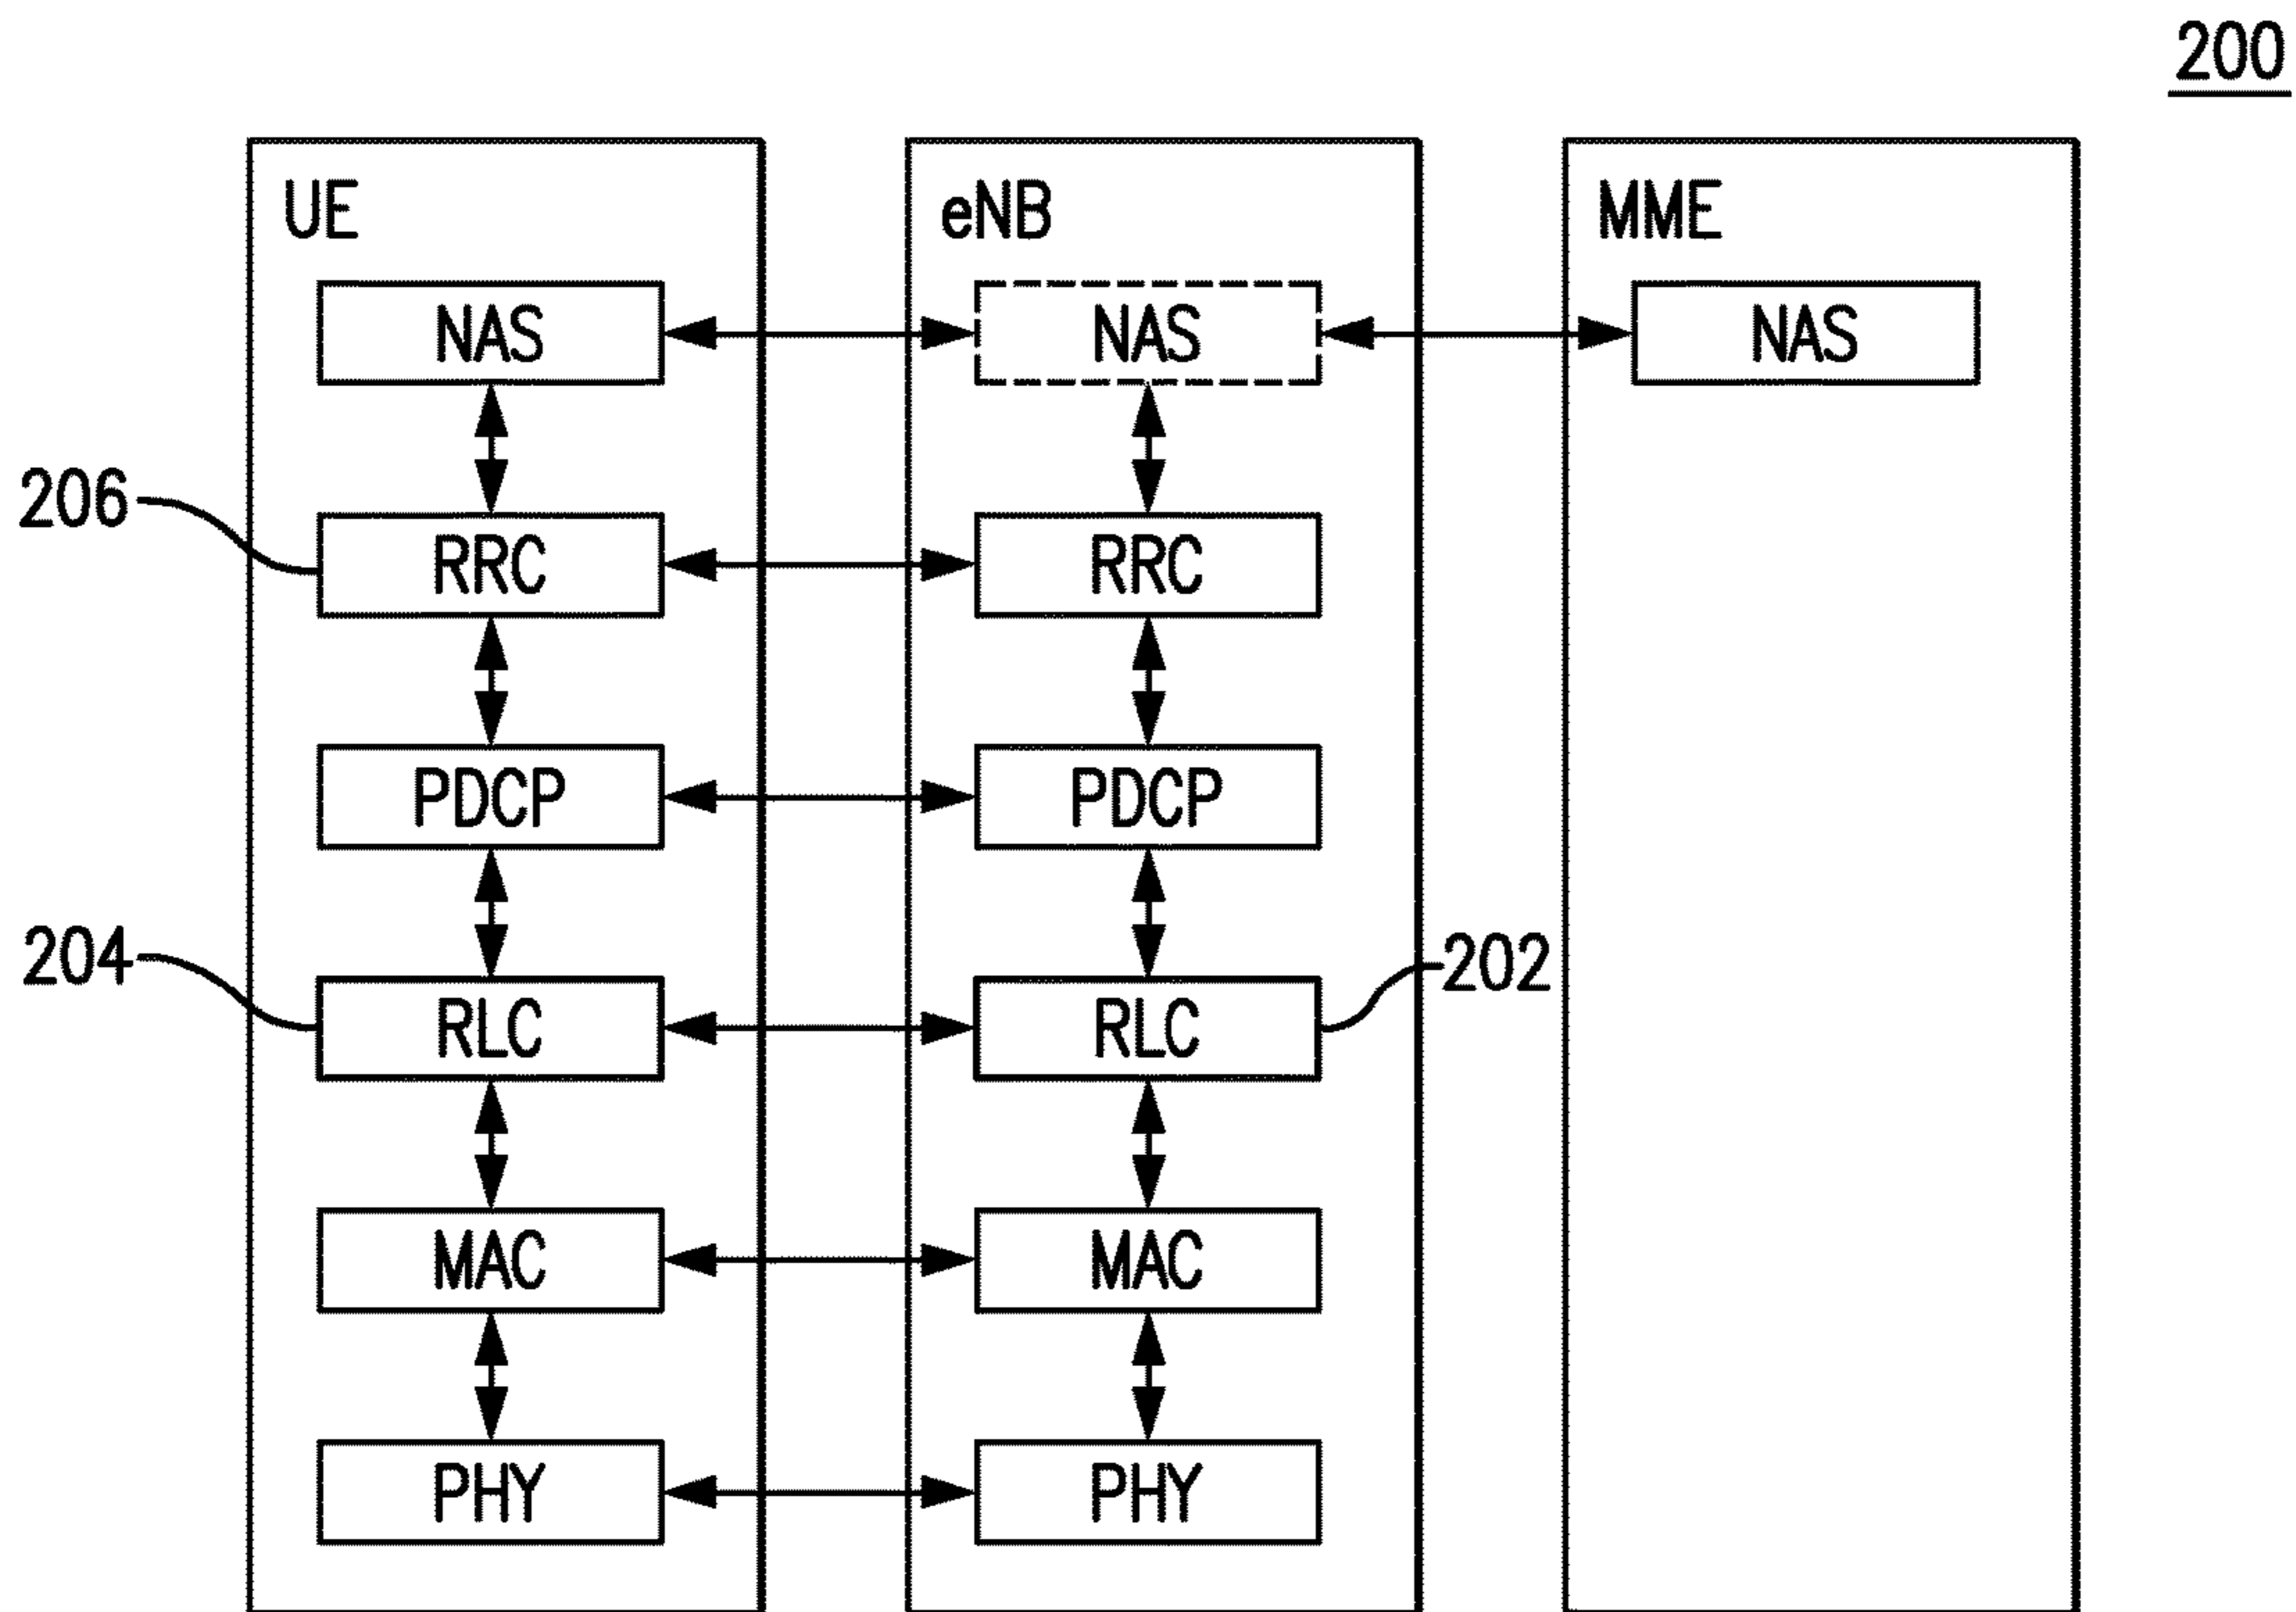 200
UE
eNB
MME
NAS
NAS
NAS
206
RRC
RRC
PDCP
PDCP
204
RLC
RLC
202
MAC
MAC
PHY
PHY